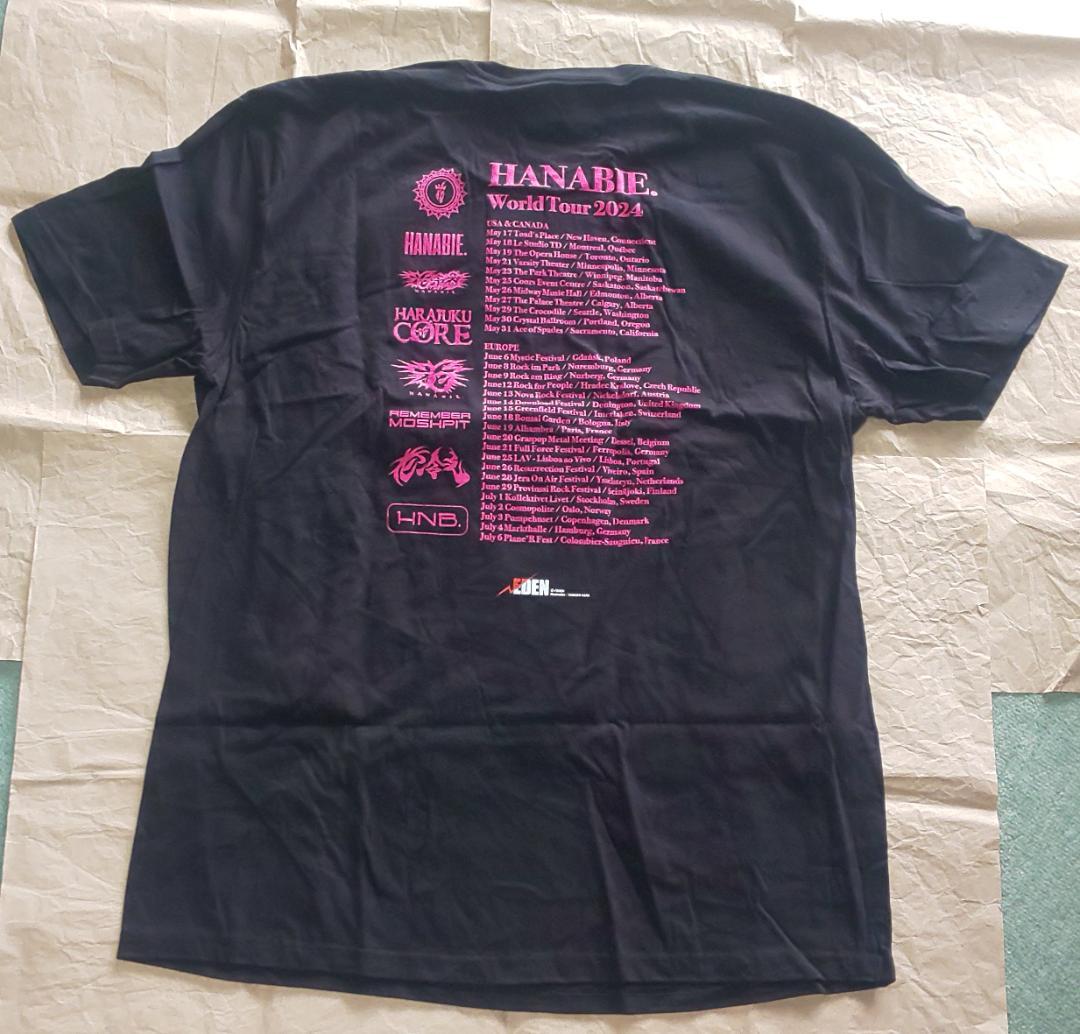 HANABIE.
World Tour 2024
USA & CANADA
May 17 Toad's Place / New Haven, Connecticut
May 18 Le Studio TD / Montreal, Québec
May 19 The Opera House / Toronto, Ontario
May 21 Varsity Theater / Minneapolis, Minnesota
May 23 The Park Theatre / Winnipeg, Manitoba
May 25 Coors Event Centre / Saskatoon, Saskatchewan
May 26 Midway Music Hall / Edmonton, Alberta
May 27 The Palace Theatre / Calgary, Alberta
May 29 The Crocodile / Seattle, Washington
May 30 Crystal Ballroom / Portland, Oregon
May 31 Ace of Spades / Sacramento, California
EUROPE
June 6 Mystic Festival / Gdańsk, Poland
June 8 Rock im Park / Nuremburg, Germany
June 9 Rock am Ring / Nurberg, Germany
June 12 Rock for People / Hradec Kralove, Czech Republic
June 13 Nova Rock Festival / Nickelsdorf, Austria
June 14 Download Festival / Donington, United Kingdom
June 15 Greenfield Festival / Interlaken, Switzerland
June 18 Bonsai Garden / Bologna, Italy
June 19 Alhambra / Paris, France
June 20 Graspop Metal Meeting / Dessel, Belgium
June 21 Full Force Festival / Ferropolis, Germany
June 25 LAV - Lisboa ao Vivo / Lisboa, Portugal
June 26 Resurrection Festival / Viveiro, Spain
June 28 Jera On Air Festival / Ysselsteyn, Netherlands
June 29 Provinssi Rock Festival / Seinäjoki, Finland
July 1 Kollektivet Livet / Stockholm, Sweden
July 2 Cosmopolite / Oslo, Norway
July 3 Pumpehuset / Copenhagen, Denmark
July 4 Markthalle / Hamburg, Germany
July 6 Plane'R Fest / Colombier-Saugnieu, France
HANABIE.
HANABIE
HARAJUKU
CORE
HANABIE
REMEMBER
MOSHPIT
HNB.
EDEN